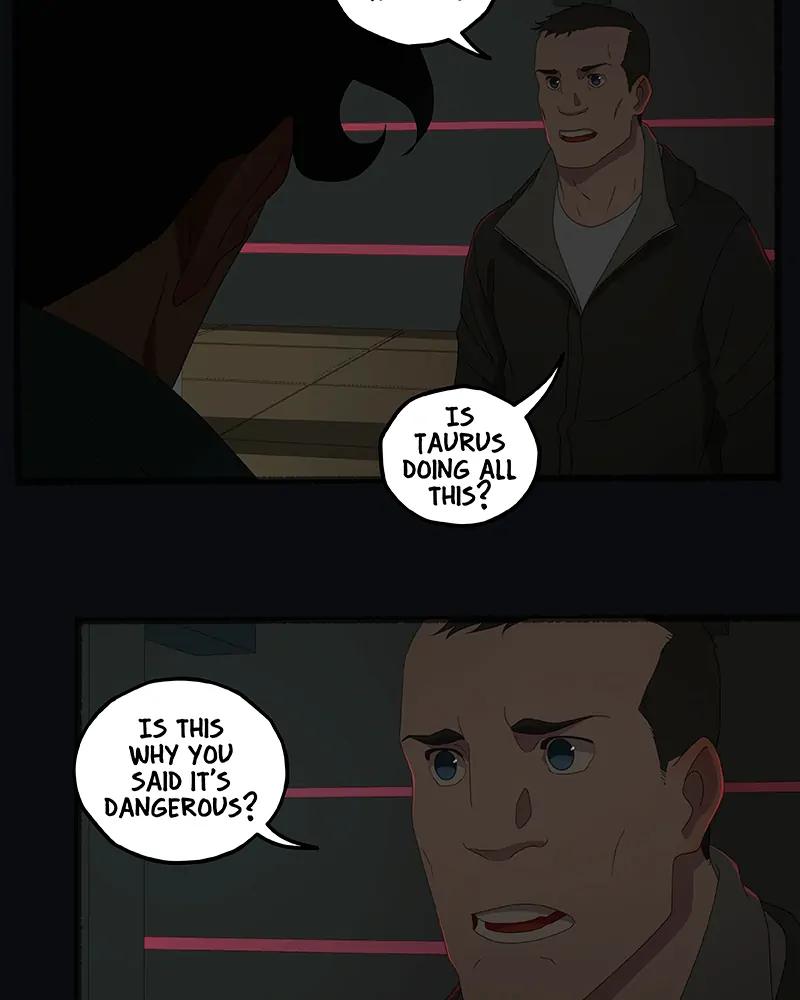 IS
TAURUS
DOING ALL
THIS?
IS THIS
WHY YOU
SAID IT'S
DANGEROUS?